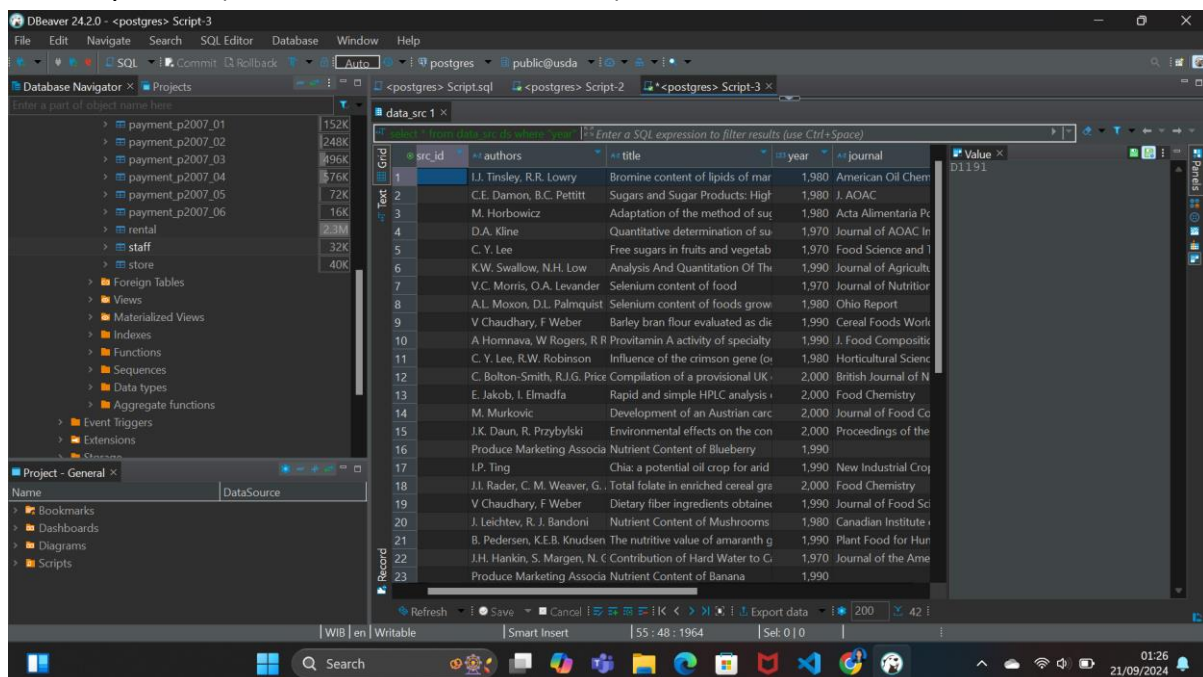 DBeaver 24.2.0 - <postgres> Script-3
File Edit Navigate Search SQL Editor Database Window Help
SQL Commit Rollback Auto postgres public@usda
Database Navigator Projects
<postgres> Script.sql <postgres> Script-2 *<postgres> Script-3
Enter a part of object name here
data_src 1
select * from data_src ds where "year" Enter a SQL expression to filter results (use Ctrl+Space)
payment_p2007_01 152K
payment_p2007_02 248K
payment_p2007_03 496K
payment_p2007_04 576K
payment_p2007_05 72K
payment_p2007_06 16K
rental 2.3M
staff 32K
store 40K
Foreign Tables
Views
Materialized Views
Indexes
Functions
Sequences
Data types
Aggregate functions
Event Triggers
Extensions
Storage
Project - General
Name DataSource
Bookmarks
Dashboards
Diagrams
Scripts
Grid
Text
Record
src_id authors title year journal
1 I.J. Tinsley, R.R. Lowry Bromine content of lipids of mar 1,980 American Oil Chem
2 C.E. Damon, B.C. Pettitt Sugars and Sugar Products: High 1,980 J. AOAC
3 M. Horbowicz Adaptation of the method of sug 1,980 Acta Alimentaria Po
4 D.A. Kline Quantitative determination of su 1,970 Journal of AOAC In
5 C. Y. Lee Free sugars in fruits and vegetab 1,970 Food Science and T
6 K.W. Swallow, N.H. Low Analysis And Quantitation Of The 1,990 Journal of Agricultu
7 V.C. Morris, O.A. Levander Selenium content of food 1,970 Journal of Nutrition
8 A.L. Moxon, D.L. Palmquist Selenium content of foods grow 1,980 Ohio Report
9 V Chaudhary, F Weber Barley bran flour evaluated as die 1,990 Cereal Foods World
10 A Homnava, W Rogers, R R Provitamin A activity of specialty 1,990 J. Food Compositic
11 C. Y. Lee, R.W. Robinson Influence of the crimson gene (o 1,980 Horticultural Scienc
12 C. Bolton-Smith, R.J.G. Price Compilation of a provisional UK 2,000 British Journal of N
13 E. Jakob, I. Elmadfa Rapid and simple HPLC analysis 2,000 Food Chemistry
14 M. Murkovic Development of an Austrian carc 2,000 Journal of Food Co
15 J.K. Daun, R. Przybylski Environmental effects on the con 2,000 Proceedings of the
16 Produce Marketing Associa Nutrient Content of Blueberry 1,990
17 I.P. Ting Chia: a potential oil crop for arid 1,990 New Industrial Crop
18 J.I. Rader, C. M. Weaver, G. Total folate in enriched cereal gra 2,000 Food Chemistry
19 V Chaudhary, F Weber Dietary fiber ingredients obtained 1,990 Journal of Food Sci
20 J. Leichtev, R. J. Bandoni Nutrient Content of Mushrooms 1,980 Canadian Institute
21 B. Pedersen, K.E.B. Knudsen The nutritive value of amaranth g 1,990 Plant Food for Hum
22 J.H. Hankin, S. Margen, N. G Contribution of Hard Water to Ca 1,970 Journal of the Ame
23 Produce Marketing Associa Nutrient Content of Banana 1,990
Value
D1191
Panels
Refresh Save Cancel Export data 200 42
WIB en Writable Smart Insert 55 : 48 : 1964 Sel: 0 | 0
Search
01:26
21/09/2024